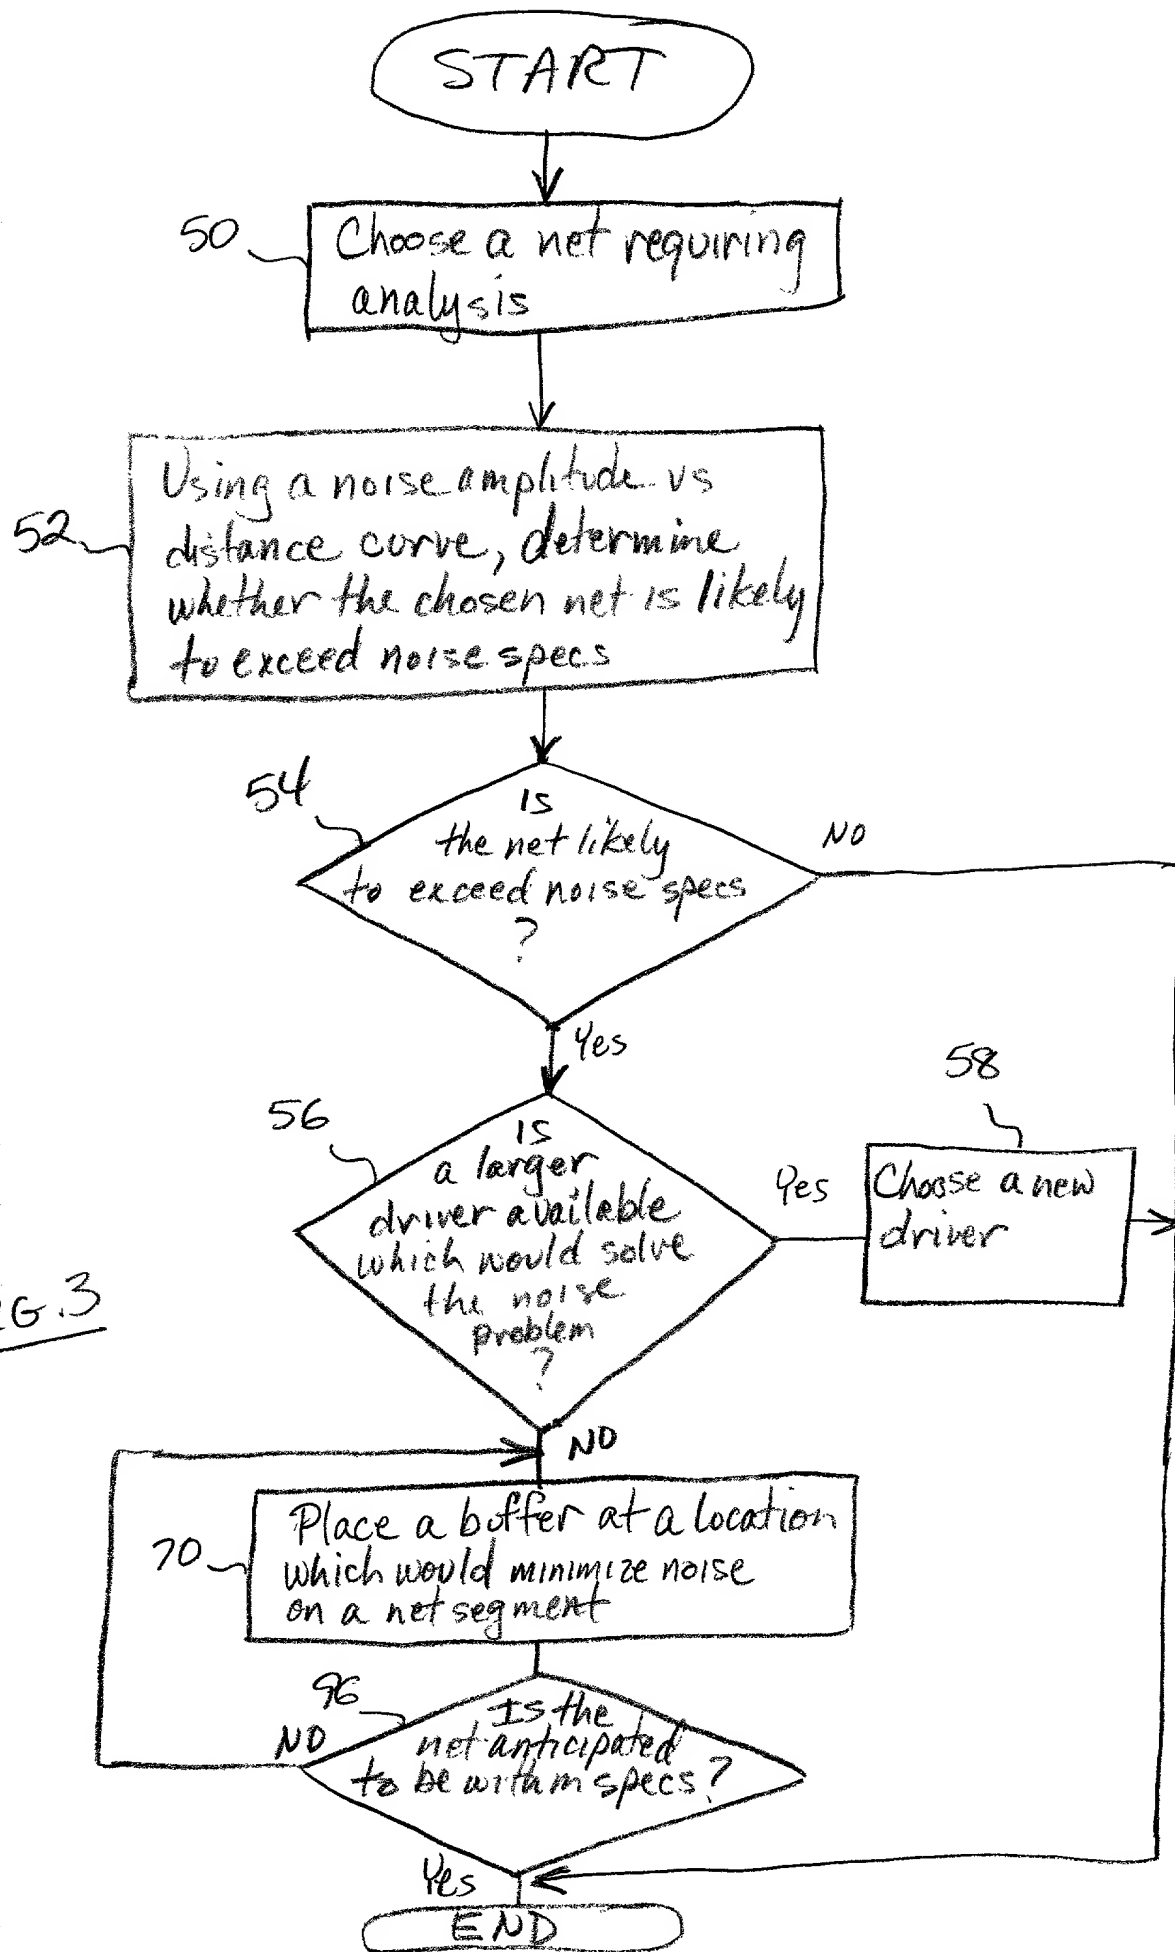 START
50
Choose a net requiring
analysis
52
Using a noise amplitude vs
distance curve, determine
whether the chosen net is likely
to exceed noise specs
54
Is
the net likely
to exceed noise specs
?
NO
Yes
56
Is
a larger
driver available
which would solve
the noise
problem
?
Yes
58
Choose a new
driver
G.3
NO
70
Place a buffer at a location
which would minimize noise
on a net segment
96
Is the
net anticipated
to be within specs?
NO
Yes
END